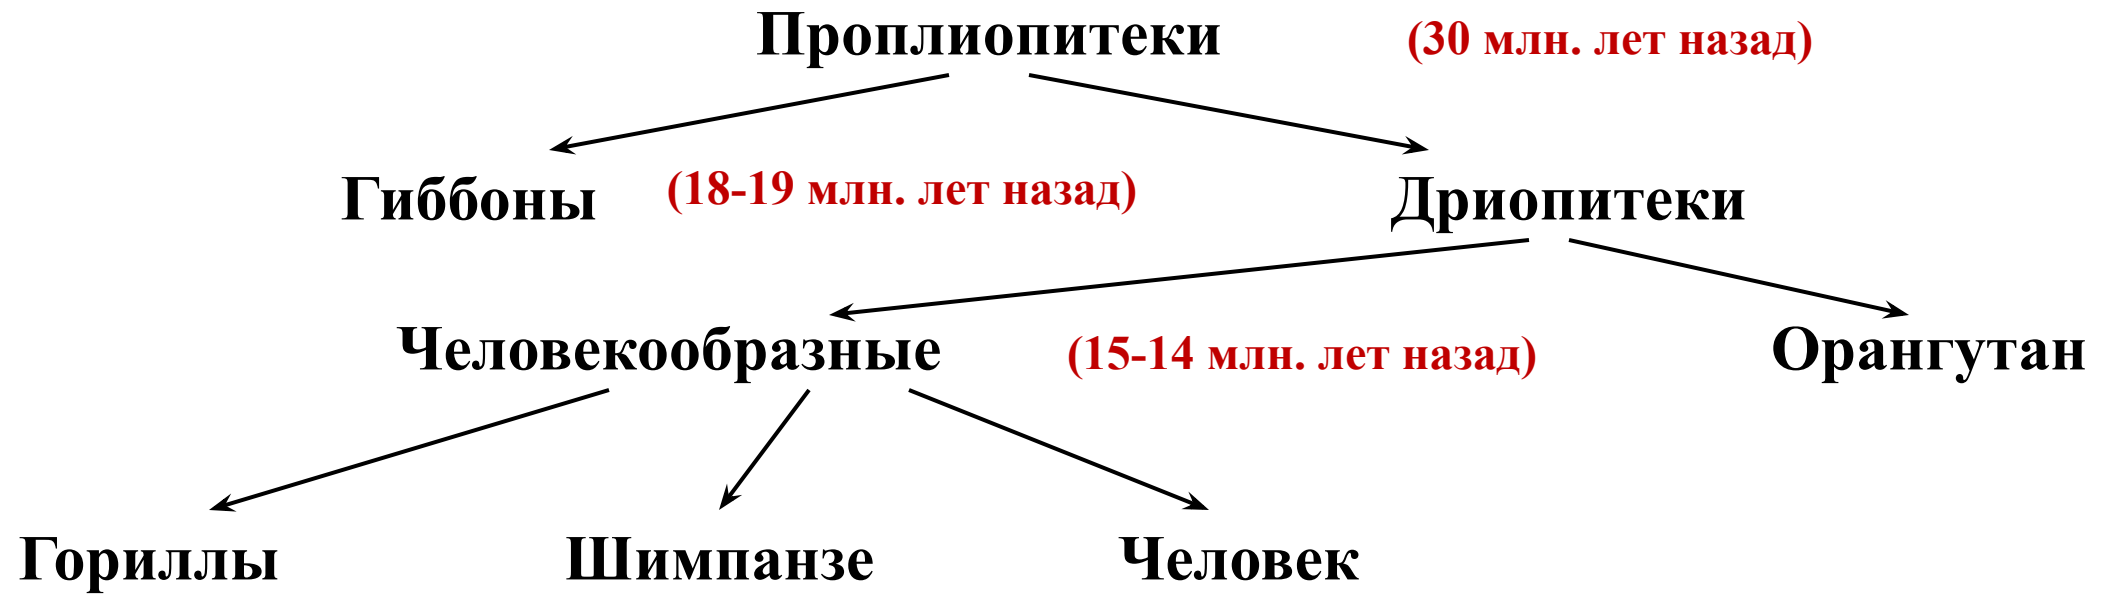 Проплиопитеки (30 млн. лет назад)
Гиббоны (18-19 млн. лет назад) Дриопитеки
Человекообразные (15-14 млн. лет назад) Орангутан
Гориллы Шимпанзе Человек